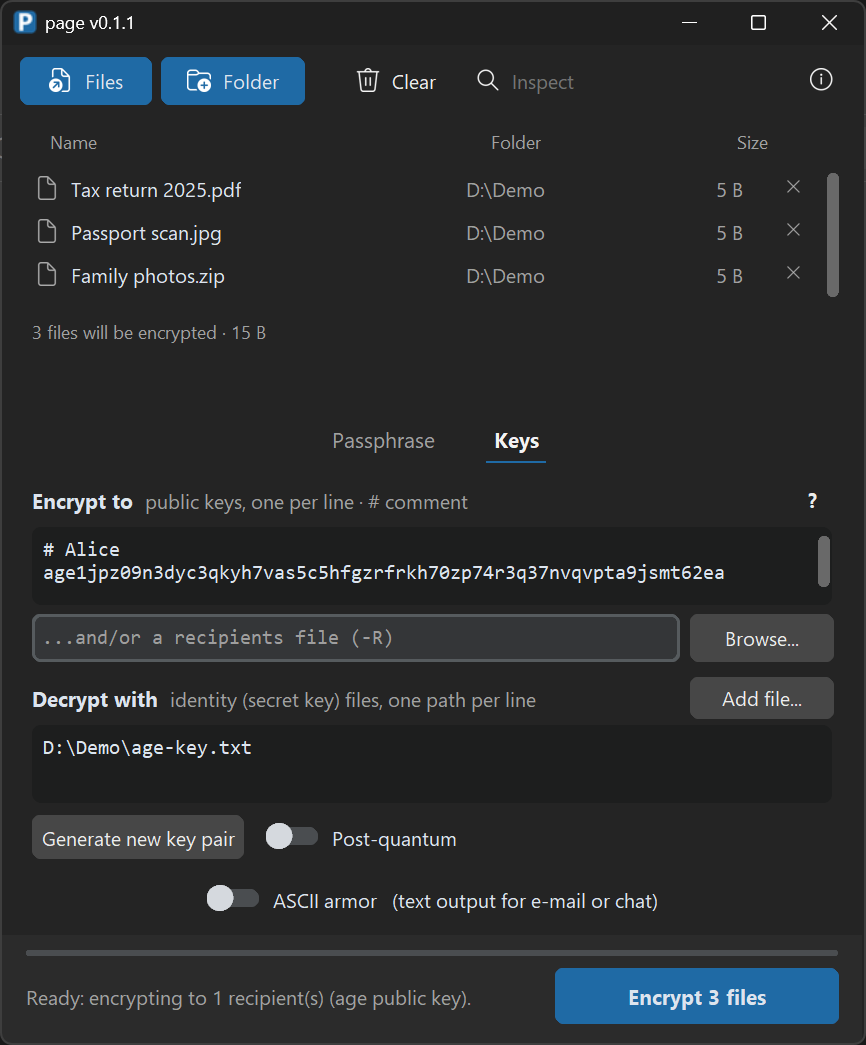 P page v0.1.1
Files Folder Clear Inspect
Name Folder Size
Tax return 2025.pdf D:\Demo 5 B
Passport scan.jpg D:\Demo 5 B
Family photos.zip D:\Demo 5 B
3 files will be encrypted · 15 B
Passphrase Keys
Encrypt to public keys, one per line · # comment ?
# Alice
age1jpz09n3dyc3qkyh7vas5c5hfgzrfrkh70zp74r3q37nvqvpta9jsmt62ea
...and/or a recipients file (-R) Browse...
Decrypt with identity (secret key) files, one path per line Add file...
D:\Demo\age-key.txt
Generate new key pair Post-quantum
ASCII armor (text output for e-mail or chat)
Ready: encrypting to 1 recipient(s) (age public key). Encrypt 3 files